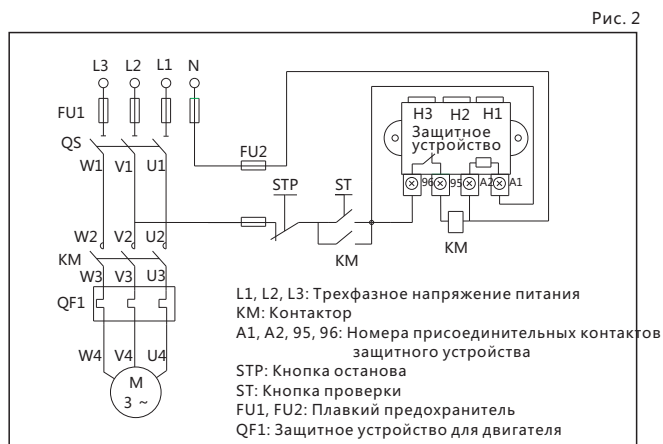 Рис. 2
L3 L2 L1 N
FU1
QS
W1 V1 U1
FU2
STP ST
H3 H2 H1
Защитное
устройство
96 95 A2 A1
W2 V2 U2
KM
KM
KM
W3 V3 U3
QF1
W4 V4 U4
M
3 ~
L1, L2, L3: Трехфазное напряжение питания
KM: Контактор
A1, A2, 95, 96: Номера присоединительных контактов
защитного устройства
STP: Кнопка останова
ST: Кнопка проверки
FU1, FU2: Плавкий предохранитель
QF1: Защитное устройство для двигателя